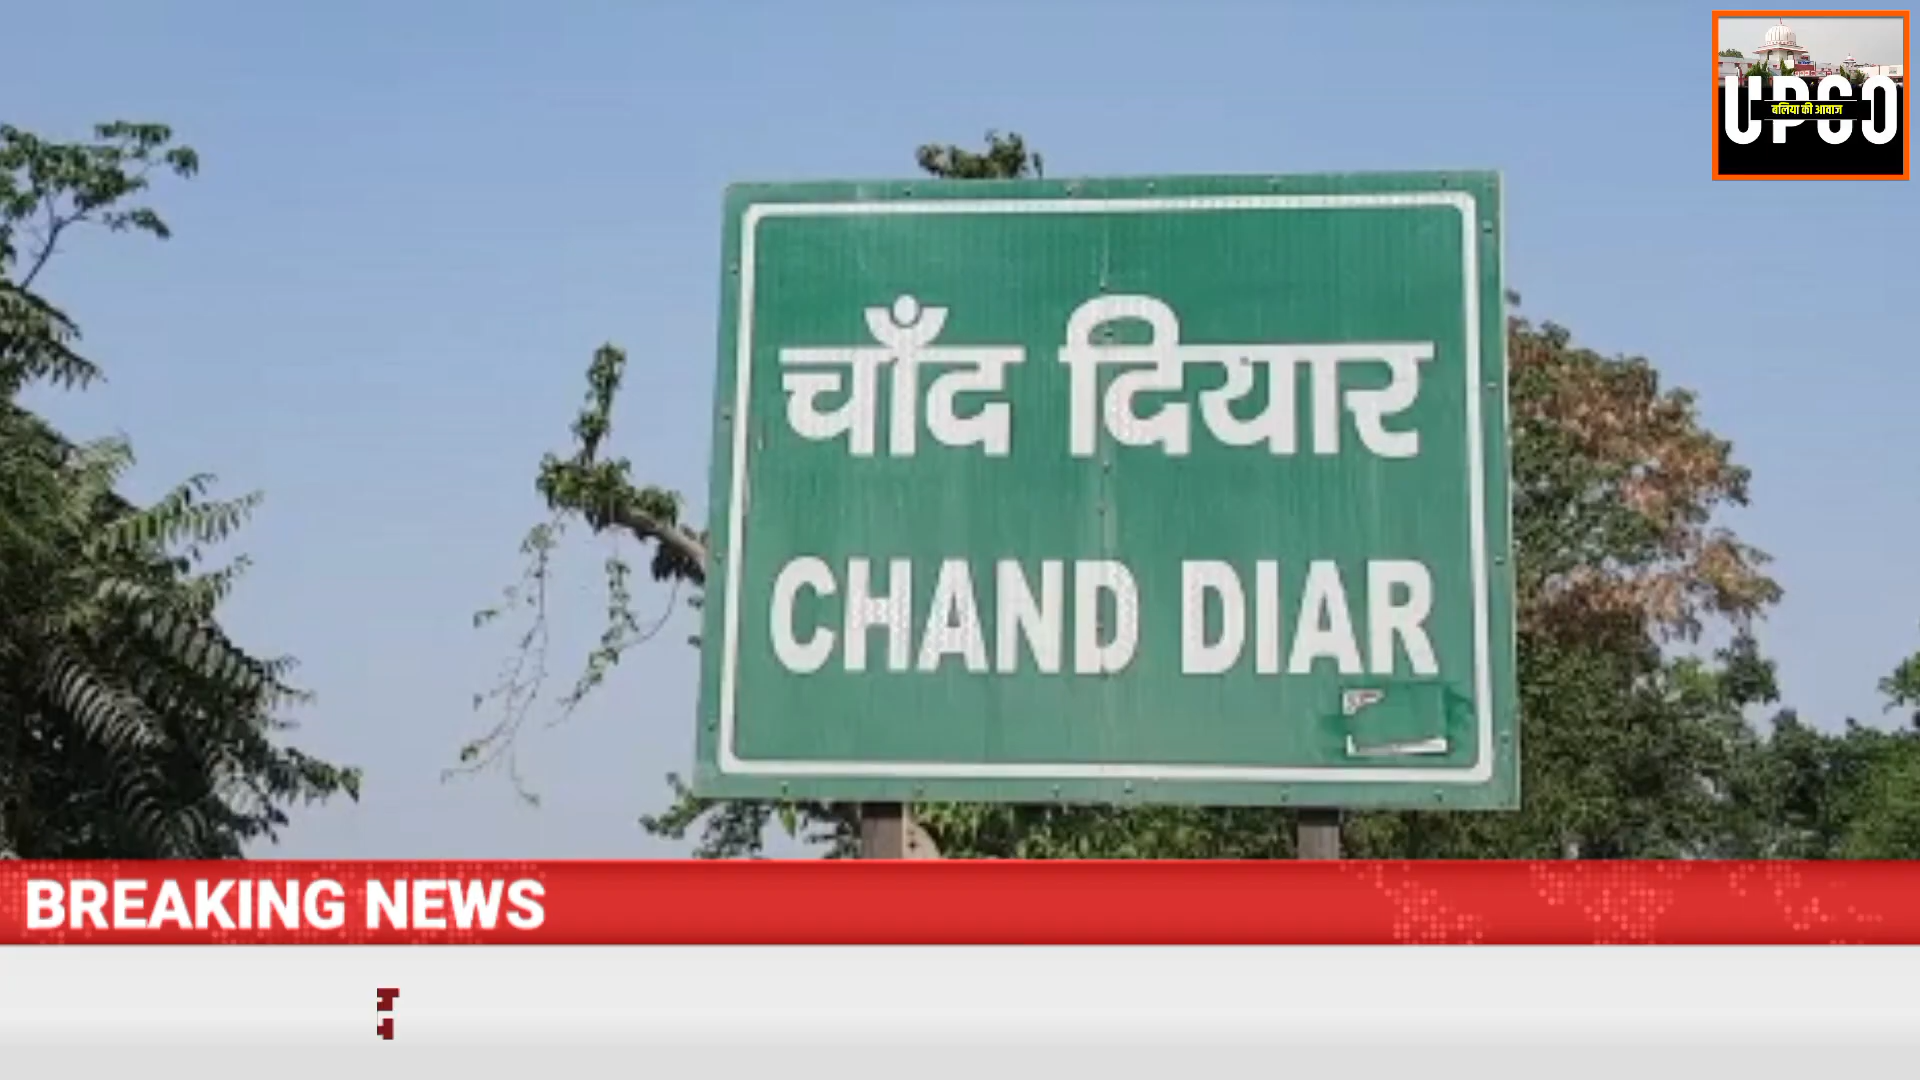 UPCO
बलिया की आवाज
चाँद दियार
CHAND DIAR
BREAKING NEWS